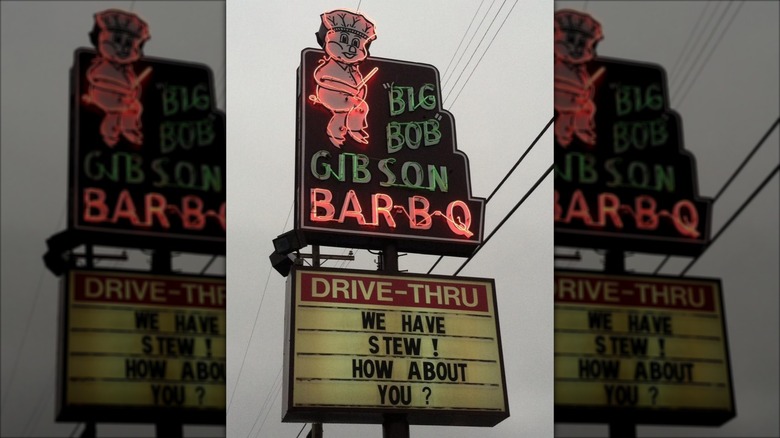 "BIG
BOB"
GIBSON
BAR-B-Q
DRIVE-THRU
WE HAVE
STEW !
HOW ABOUT
YOU ?